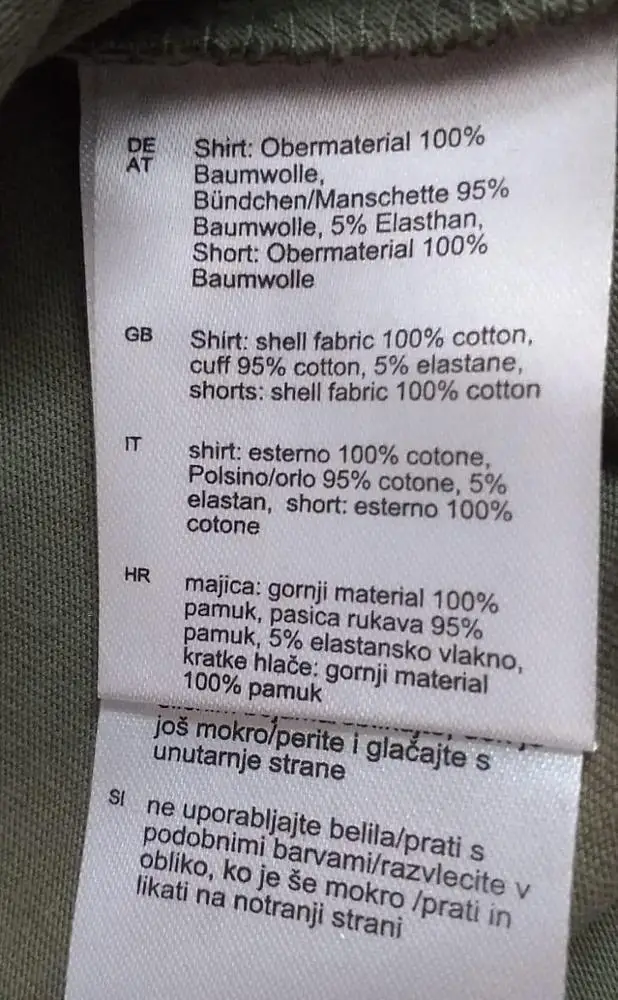 DE
AT
Shirt: Obermaterial 100%
Baumwolle,
Bündchen/Manschette 95%
Baumwolle, 5% Elasthan,
Short: Obermaterial 100%
Baumwolle
GB
Shirt: shell fabric 100% cotton,
cuff 95% cotton, 5% elastane,
shorts: shell fabric 100% cotton
IT
shirt: esterno 100% cotone,
Polsino/orlo 95% cotone, 5%
elastan, short: esterno 100%
cotone
HR
majica: gornji material 100%
pamuk, pasica rukava 95%
pamuk, 5% elastansko vlakno,
kratke hlače: gornji material
100% pamuk
još mokro/perite i glačajte s
unutarnje strane
SI
ne uporabljajte belila/prati s
podobnimi barvami/razvlecite v
obliko, ko je še mokro /prati in
likati na notranji strani